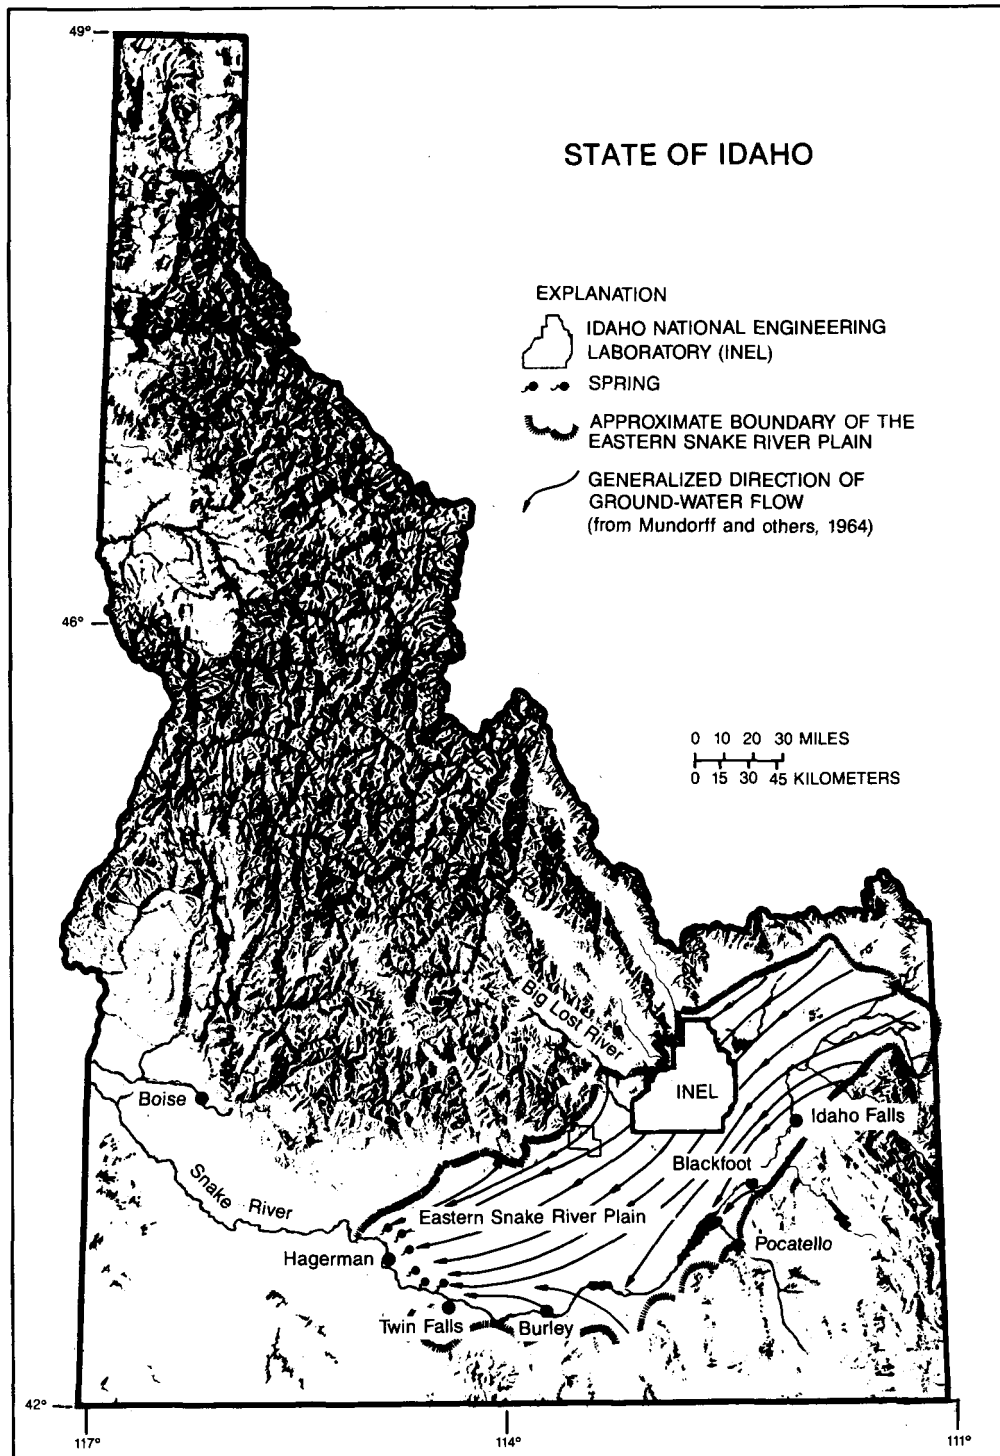 49°
STATE OF IDAHO
EXPLANATION
IDAHO NATIONAL ENGINEERING
LABORATORY (INEL)
SPRING
APPROXIMATE BOUNDARY OF THE
EASTERN SNAKE RIVER PLAIN
GENERALIZED DIRECTION OF
GROUND-WATER FLOW
(from Mundorff and others, 1964)
46°
0 10 20 30 MILES
0 15 30 45 KILOMETERS
Big Lost River
INEL
Boise
Idaho Falls
Blackfoot
Snake River
Eastern Snake River Plain
Pocatello
Hagerman
Twin Falls
Burley
42°
117°
114°
111°